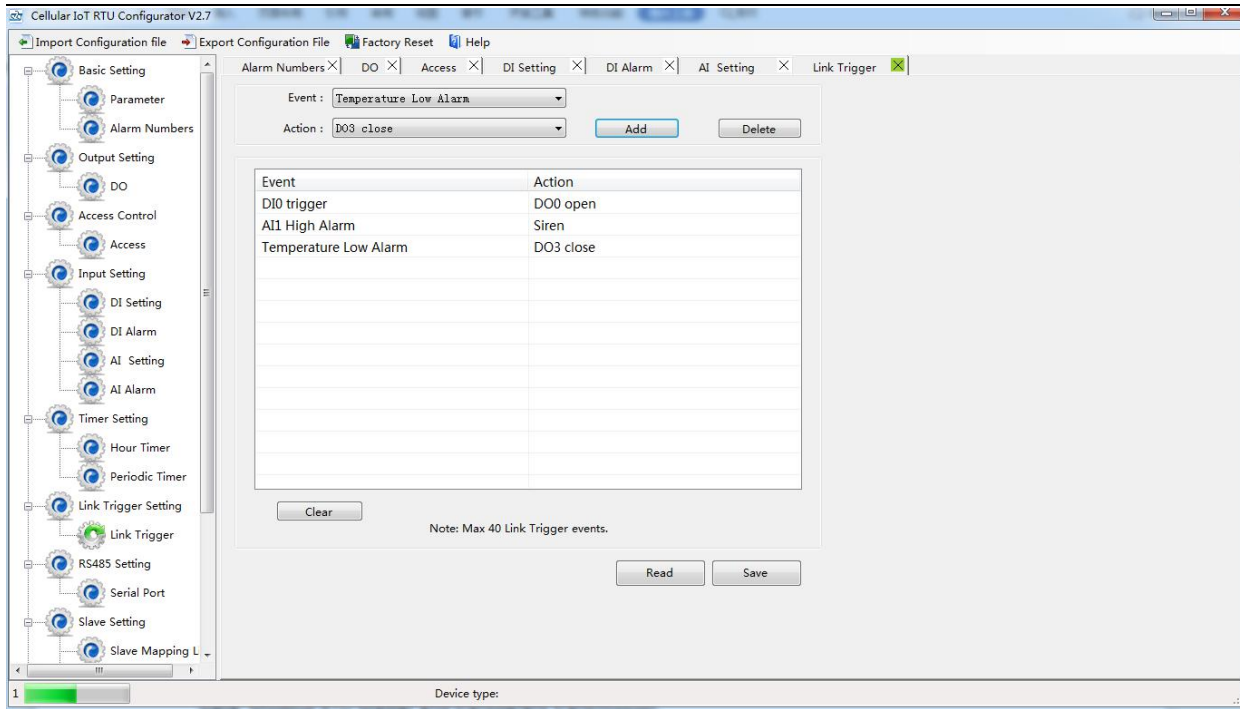 Cellular IoT RTU Configurator V2.7
Import Configuration file Export Configuration File Factory Reset Help
Basic Setting
Parameter
Alarm Numbers
Output Setting
DO
Access Control
Access
Input Setting
DI Setting
DI Alarm
AI Setting
AI Alarm
Timer Setting
Hour Timer
Periodic Timer
Link Trigger Setting
Link Trigger
RS485 Setting
Serial Port
Slave Setting
Slave Mapping L
Alarm Numbers DO Access DI Setting DI Alarm AI Setting Link Trigger
Event : Temperature Low Alarm
Action : DO3 close Add Delete
Event Action
DI0 trigger DO0 open
AI1 High Alarm Siren
Temperature Low Alarm DO3 close
Clear
Note: Max 40 Link Trigger events.
Read Save
1 Device type: